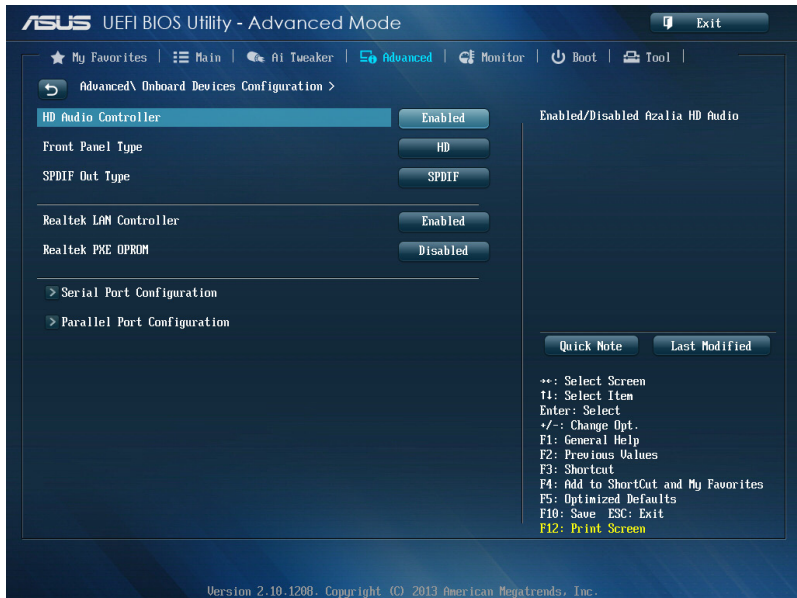 ASUS UEFI BIOS Utility - Advanced Mode
Exit
My Favorites | Main | Ai Tweaker | Advanced | Monitor | Boot | Tool |
Advanced\ Onboard Devices Configuration >
HD Audio Controller Enabled
Front Panel Type HD
SPDIF Out Type SPDIF
Realtek LAN Controller Enabled
Realtek PXE OPROM Disabled
> Serial Port Configuration
> Parallel Port Configuration
Enabled/Disabled Azalia HD Audio
Quick Note Last Modified
→←: Select Screen
↑↓: Select Item
Enter: Select
+/-: Change Opt.
F1: General Help
F2: Previous Values
F3: Shortcut
F4: Add to ShortCut and My Favorites
F5: Optimized Defaults
F10: Save ESC: Exit
F12: Print Screen
Version 2.10.1208. Copyright (C) 2013 American Megatrends, Inc.